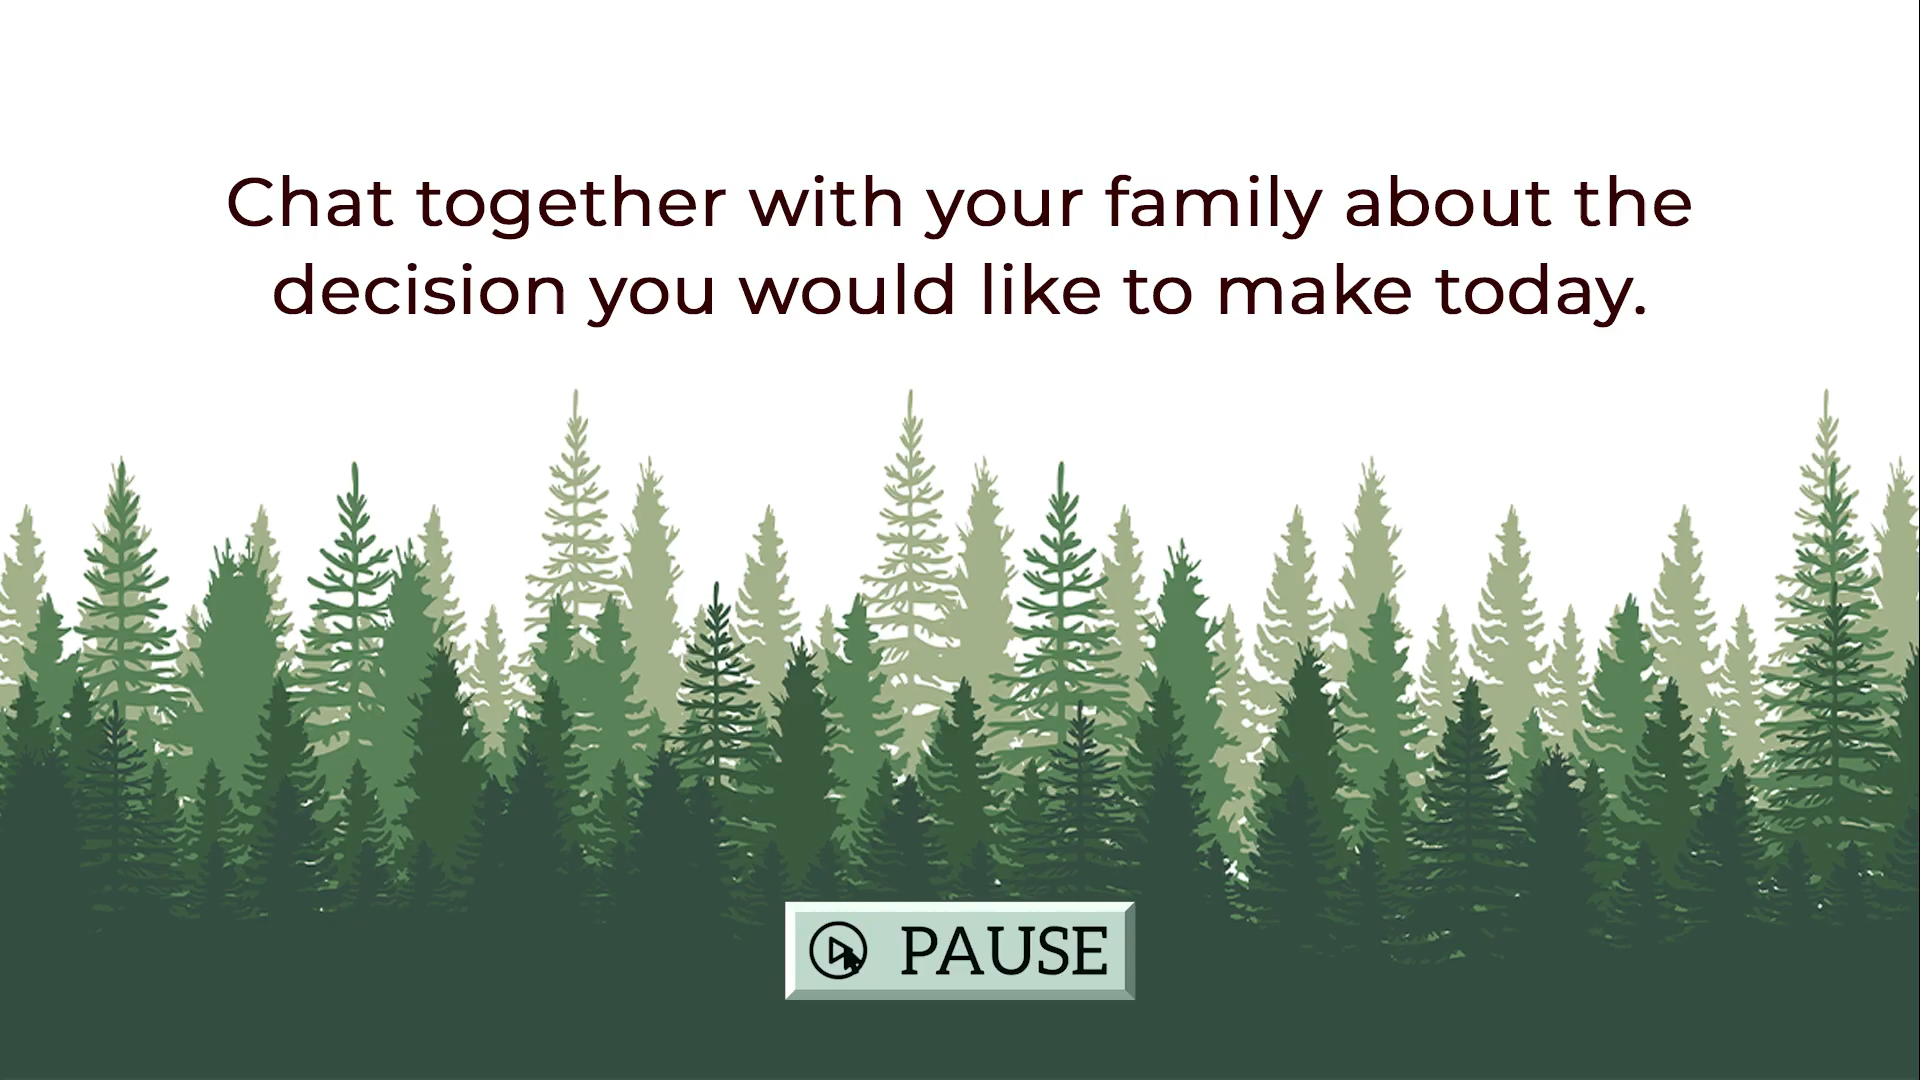 Chat together with your family about the
decision you would like to make today.
PAUSE